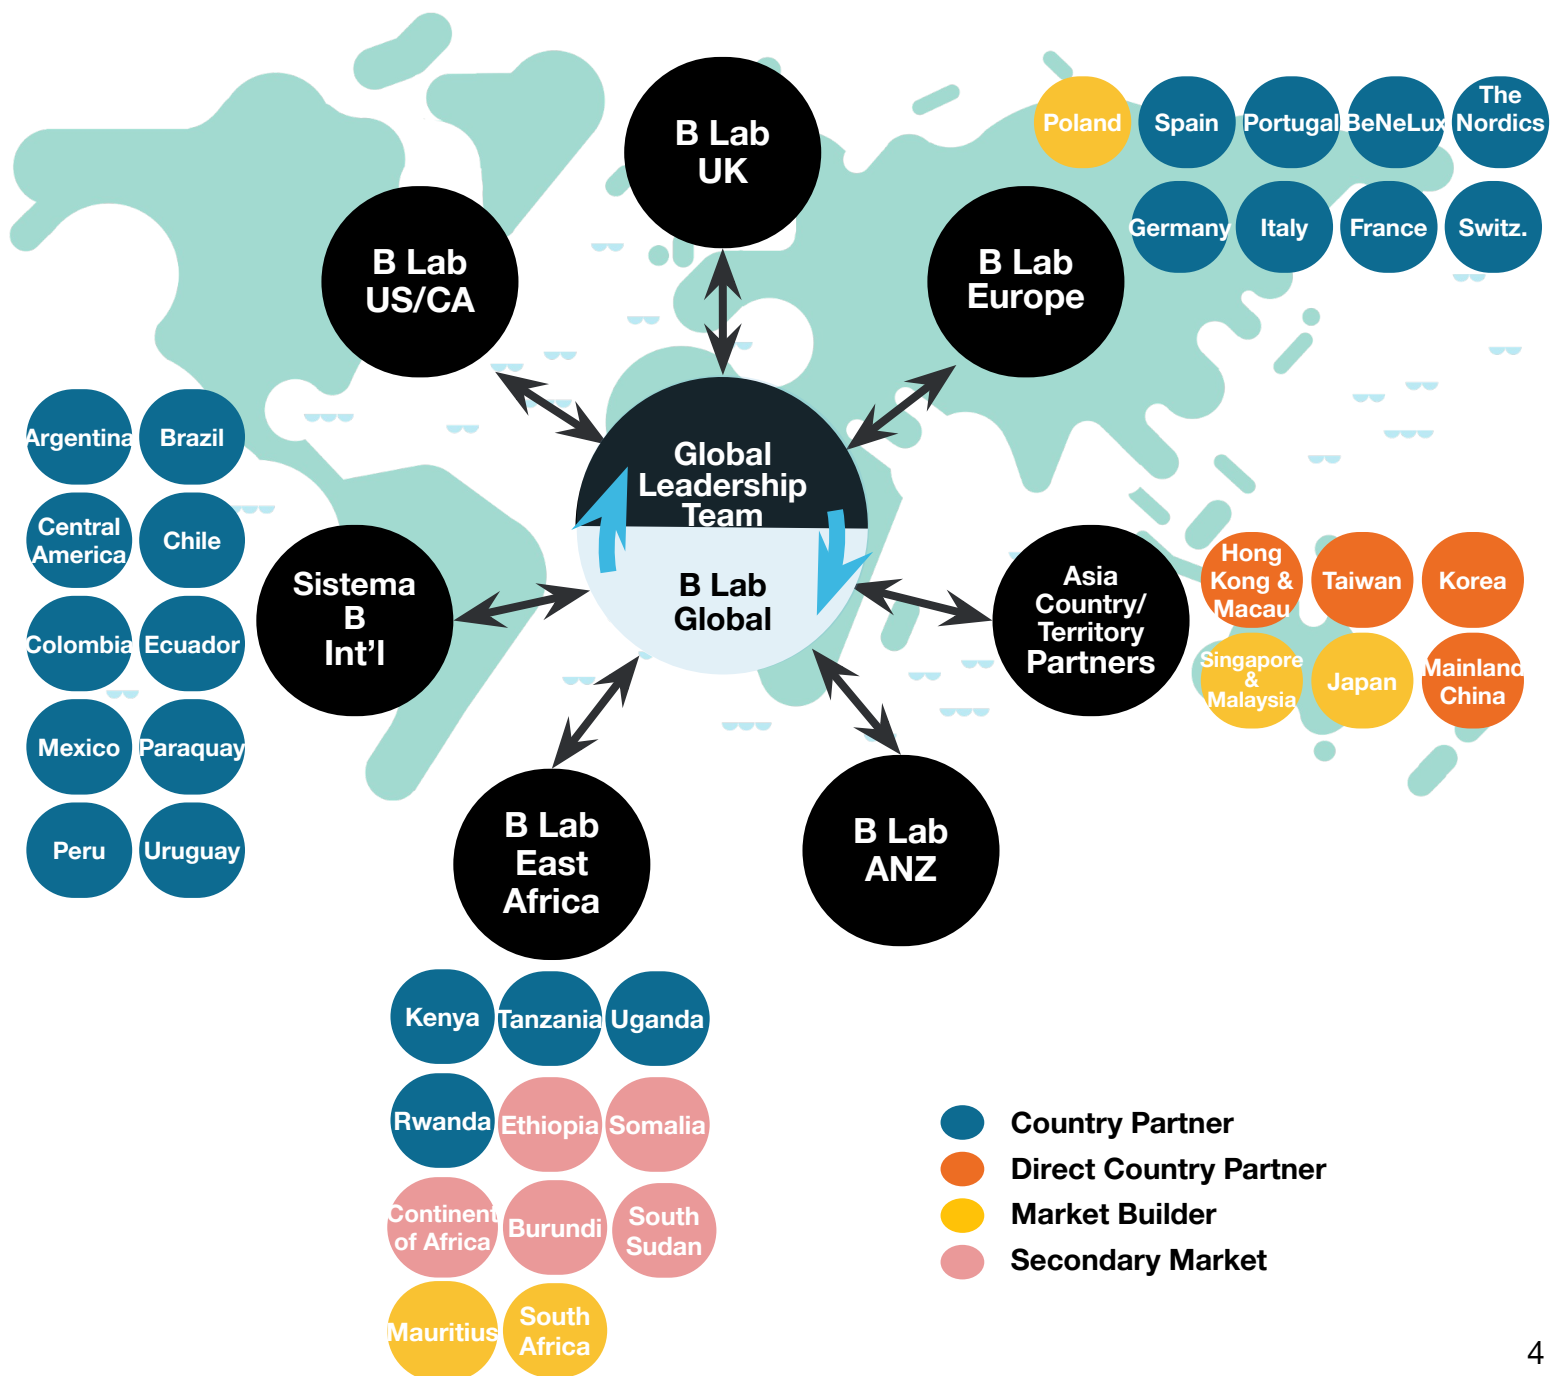 B Lab
UK
Poland
Spain
Portugal
BeNeLux
The
Nordics
Germany
Italy
France
Switz.
B Lab
US/CA
B Lab
Europe
Argentina
Brazil
Central
America
Chile
Colombia
Ecuador
Mexico
Paraquay
Peru
Uruguay
Global
Leadership
Team
B Lab
Global
Sistema
B
Int'l
Asia
Country/
Territory
Partners
Hong
Kong &
Macau
Taiwan
Korea
Singapore
&
Malaysia
Japan
Mainland
China
B Lab
East
Africa
B Lab
ANZ
Kenya
Tanzania
Uganda
Rwanda
Ethiopia
Somalia
Continent
of Africa
Burundi
South
Sudan
Mauritius
South
Africa
Country Partner
Direct Country Partner
Market Builder
Secondary Market
4